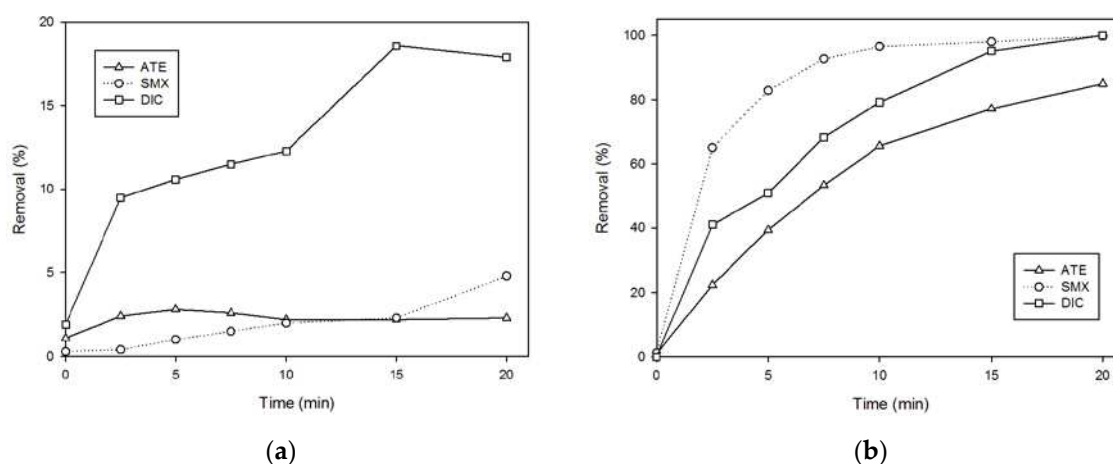 20
15
10
5
0
Removal (%)
ATE
SMX
DIC
0 5 10 15 20
Time (min)
(a)
100
80
60
40
20
0
Removal (%)
ATE
SMX
DIC
0 5 10 15 20
Time (min)
(b)